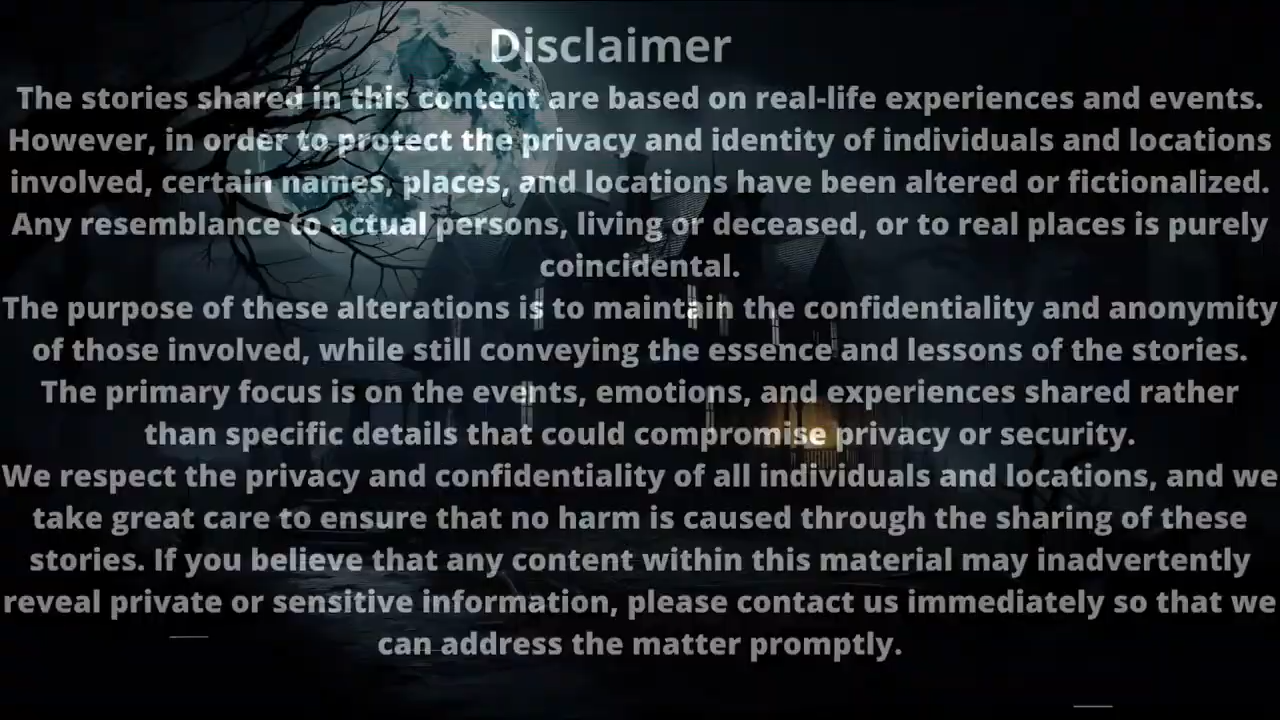 Disclaimer
The stories shared in this content are based on real-life experiences and events.
However, in order to protect the privacy and identity of individuals and locations
involved, certain names, places, and locations have been altered or fictionalized.
Any resemblance to actual persons, living or deceased, or to real places is purely
coincidental.
The purpose of these alterations is to maintain the confidentiality and anonymity
of those involved, while still conveying the essence and lessons of the stories.
The primary focus is on the events, emotions, and experiences shared rather
than specific details that could compromise privacy or security.
We respect the privacy and confidentiality of all individuals and locations, and we
take great care to ensure that no harm is caused through the sharing of these
stories. If you believe that any content within this material may inadvertently
reveal private or sensitive information, please contact us immediately so that we
can address the matter promptly.